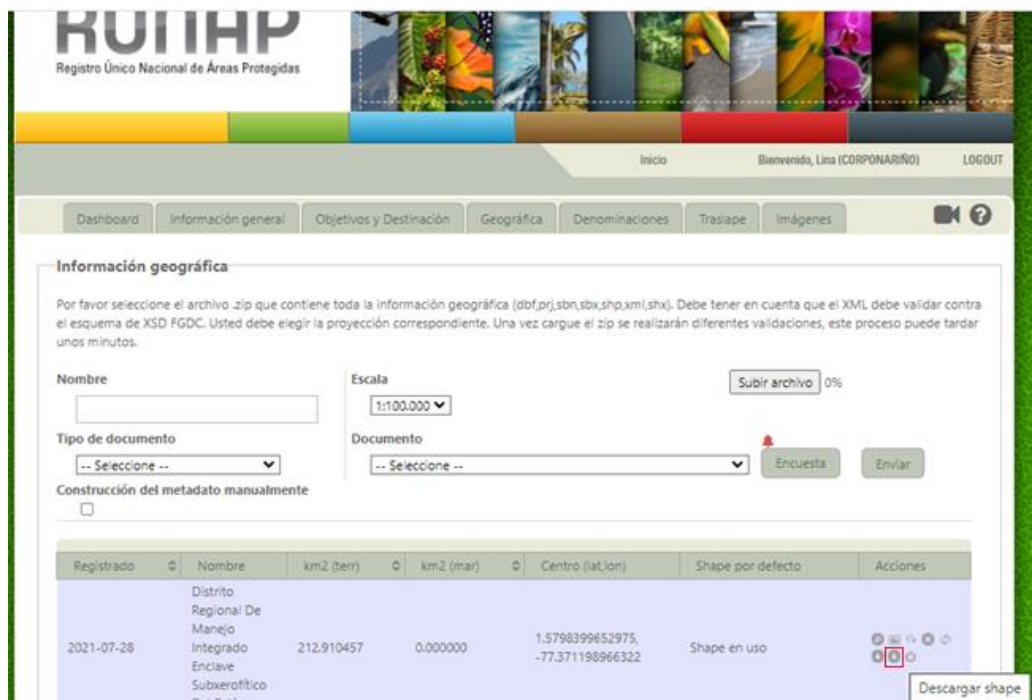 RUNAP
Registro Único Nacional de Áreas Protegidas
Inicio
Bienvenido, Lina (CORPONARIÑO)
LOGOUT
Dashboard
Información general
Objetivos y Destinación
Geográfica
Denominaciones
Traslape
Imágenes
Información geográfica
Por favor seleccione el archivo .zip que contiene toda la información geográfica (dbf,prj,sbn,sbx,shp,xml,shx). Debe tener en cuenta que el XML debe validar contra
el esquema de XSD FGDC. Usted debe elegir la proyección correspondiente. Una vez cargue el zip se realizarán diferentes validaciones, este proceso puede tardar
unos minutos.
Nombre
Escala
1:100.000
Subir archivo 0%
Tipo de documento
-- Seleccione --
Documento
-- Seleccione --
Encuesta
Enviar
Construcción del metadato manualmente
Registrado
Nombre
km2 (terr)
km2 (mar)
Centro (lat,lon)
Shape por defecto
Acciones
2021-07-28
Distrito
Regional De
Manejo
Integrado
Enclave
Subxerofítico
212.910457
0.000000
1.5798399652975,
-77.371198966322
Shape en uso
Descargar shape